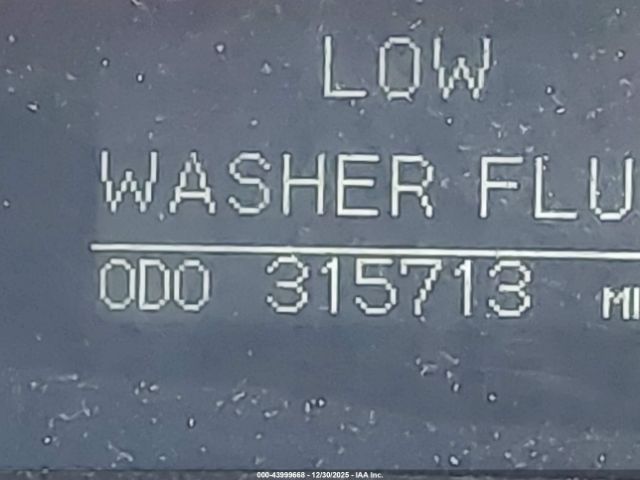 LOW
WASHER FLU
ODO 315713 MI
000-43999668 - 12/30/2025 - IAA Inc.